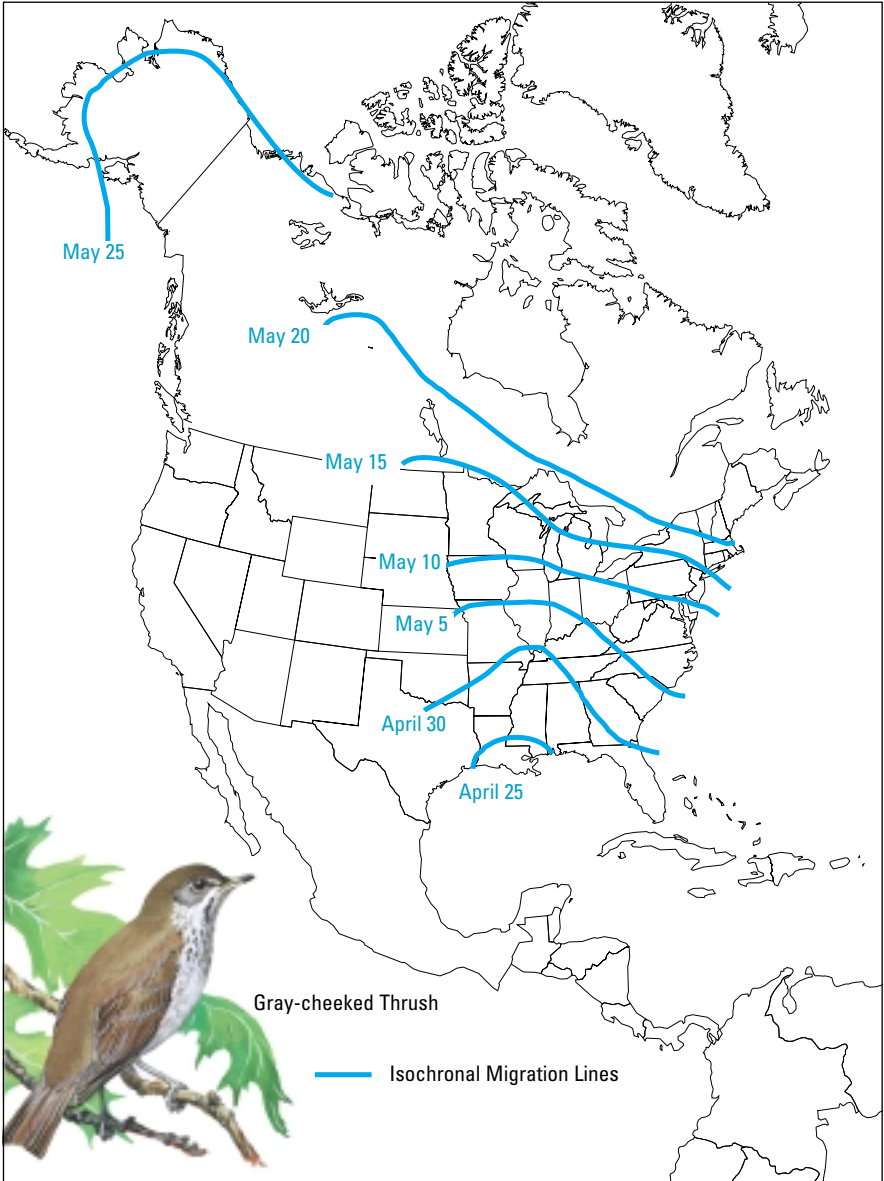 May 25
May 20
May 15
May 10
May 5
April 30
April 25
Gray-cheeked Thrush
Isochronal Migration Lines